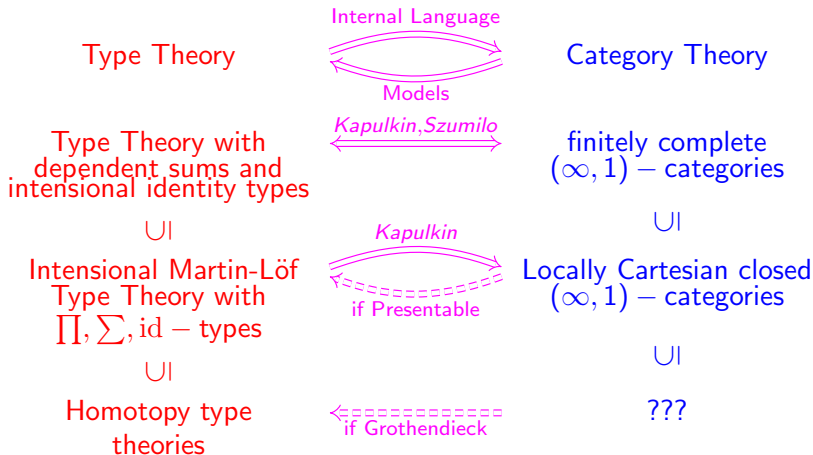 Internal Language
Type Theory
Category Theory
Models
Kapulkin,Szumilo
Type Theory with
dependent sums and
intensional identity types
finitely complete
(∞, 1) − categories
∪|
∪|
Kapulkin
Intensional Martin-Löf
Type Theory with
∏, ∑, id − types
Locally Cartesian closed
(∞, 1) − categories
if Presentable
∪|
∪|
Homotopy type
theories
???
if Grothendieck